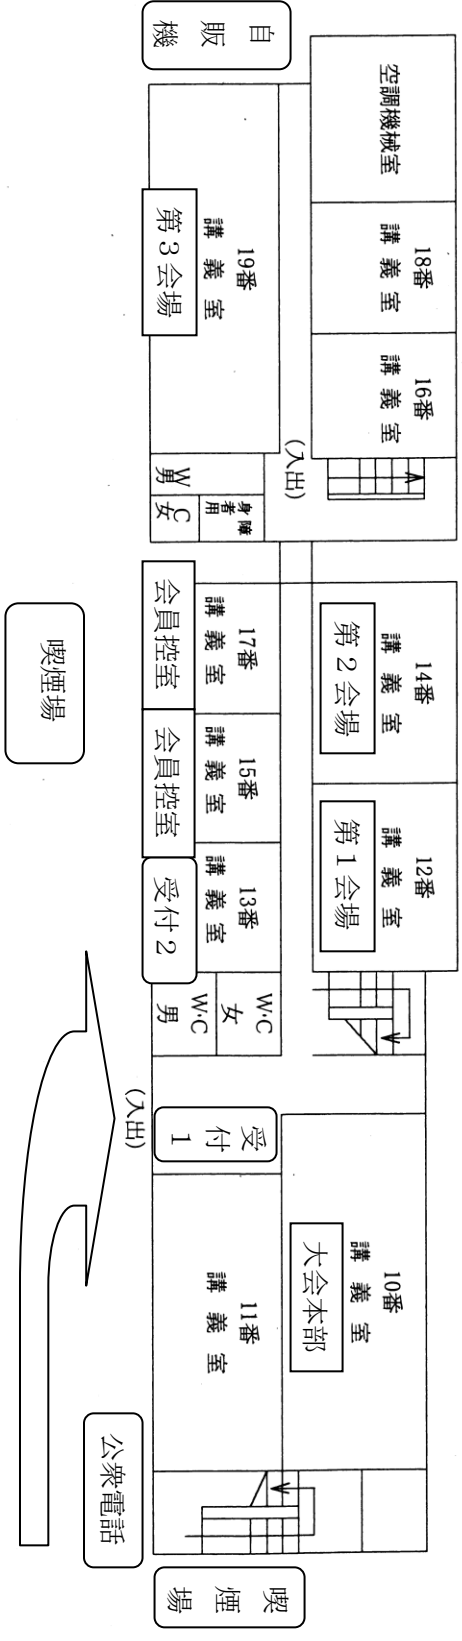 自販機
空調機械室
18番
講義室
16番
講義室
19番
講義室
第３会場
(入出)
W C
男 女
身障者用
14番
講義室
第２会場
12番
講義室
第１会場
17番
講義室
会員控室
15番
講義室
会員控室
13番
講義室
受付２
W·C
女
W·C
男
喫煙場
(入出)
受付１
10番
講義室
大会本部
11番
講義室
公衆電話
喫煙場